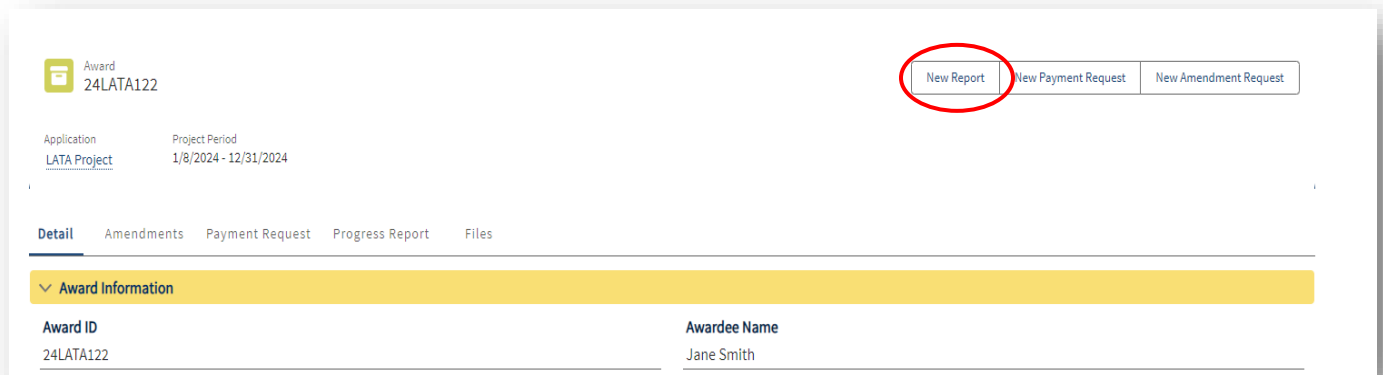 Award
24LATA122
New Report New Payment Request New Amendment Request
Application Project Period
LATA Project 1/8/2024 - 12/31/2024
Detail Amendments Payment Request Progress Report Files
Award Information
Award ID Awardee Name
24LATA122 Jane Smith